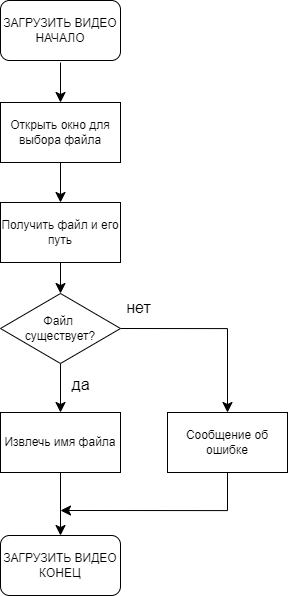 ЗАГРУЗИТЬ ВИДЕО
НАЧАЛО
Открыть окно для
выбора файла
Получить файл и его
путь
Файл
существует?
нет
да
Извлечь имя файла
Сообщение об
ошибке
ЗАГРУЗИТЬ ВИДЕО
КОНЕЦ